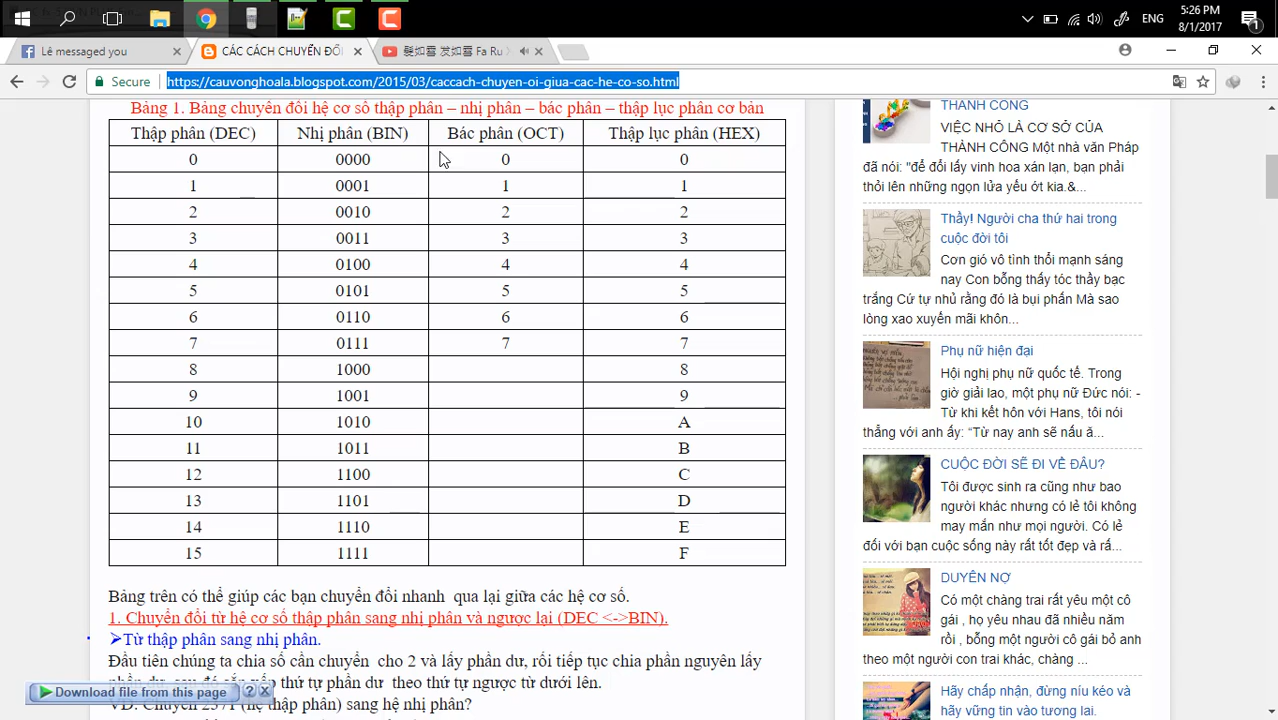 5:26 PM
ENG
8/1/2017
Lê messaged you
CÁC CÁCH CHUYỂN ĐỔI
髮如雪 发如雪 Fa Ru X
Secure
https://cauvonghoala.blogspot.com/2015/03/caccach-chuyen-oi-giua-cac-he-co-so.html
Bảng 1. Bảng chuyển đổi hệ cơ số thập phân – nhị phân – bác phân – thập lục phân cơ bản
Thập phân (DEC) Nhị phân (BIN) Bác phân (OCT) Thập lục phân (HEX)
0 0000 0 0
1 0001 1 1
2 0010 2 2
3 0011 3 3
4 0100 4 4
5 0101 5 5
6 0110 6 6
7 0111 7 7
8 1000 8
9 1001 9
10 1010 A
11 1011 B
12 1100 C
13 1101 D
14 1110 E
15 1111 F
Bảng trên có thể giúp các bạn chuyển đổi nhanh qua lại giữa các hệ cơ số.
1. Chuyển đổi từ hệ cơ số thập phân sang nhị phân và ngược lại (DEC <->BIN).
➢Từ thập phân sang nhị phân.
Đầu tiên chúng ta chia số cần chuyển cho 2 và lấy phần dư, rồi tiếp tục chia phần nguyên lấy
thứ tự phần dư theo thứ tự ngược từ dưới lên.
VD: Chuyển 2371 (hệ thập phân) sang hệ nhị phân?
Download file from this page ? x
THÀNH CÔNG
VIỆC NHỎ LÀ CƠ SỞ CỦA
THÀNH CÔNG Một nhà văn Pháp
đã nói: "để đổi lấy vinh hoa xán lạn, bạn phải
thỏi lên những ngọn lửa yếu ớt kia.&...
Thầy! Người cha thứ hai trong
cuộc đời tôi
Cơn gió vô tình thổi mạnh sáng
nay Con bỗng thấy tóc thầy bạc
trắng Cứ tự nhủ rằng đó là bụi phấn Mà sao
lòng xao xuyến mãi khôn...
Phụ nữ hiện đại
Hội nghị phụ nữ quốc tế. Trong
giờ giải lao, một phụ nữ Đức nói: -
Từ khi kết hôn với Hans, tôi nói
thẳng với anh ấy: “Từ nay anh sẽ nấu ă...
CUỘC ĐỜI SẼ ĐI VỀ ĐÂU?
Tôi được sinh ra cũng như bao
người khác nhưng có lẽ tôi không
may mắn như mọi người. Có lẽ
đối với bạn cuộc sống này rất tốt đẹp và rấ...
DUYÊN NỢ
Có một chàng trai rất yêu một cô
gái , họ yêu nhau đã nhiều năm
rồi , bỗng một người cô gái bỏ anh
theo một người con trai khác, chàng ...
Hãy chấp nhận, đừng níu kéo và
hãy vững tin vào tương lai.